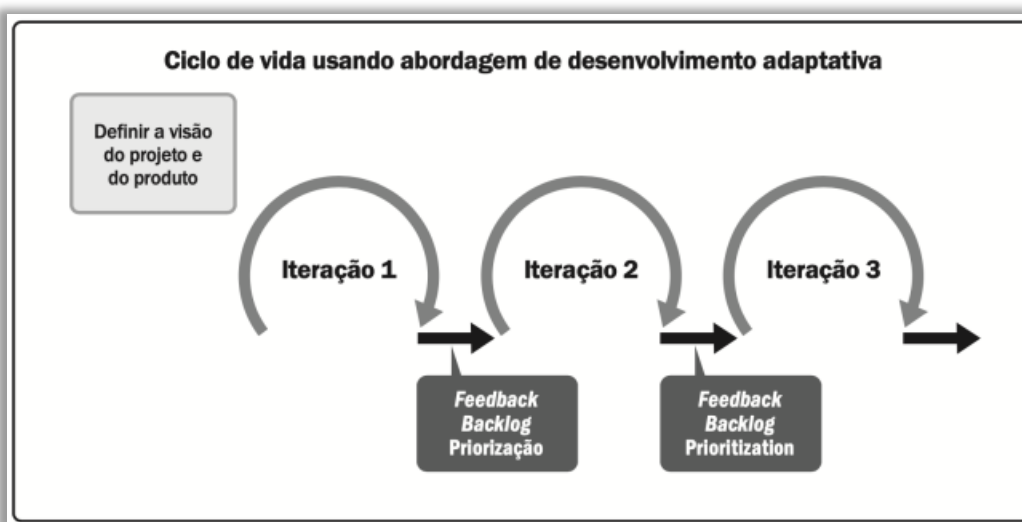 Ciclo de vida usando abordagem de desenvolvimento adaptativa
Definir a visão
do projeto e
do produto
Iteração 1
Iteração 2
Iteração 3
Feedback
Backlog
Priorização
Feedback
Backlog
Prioritization